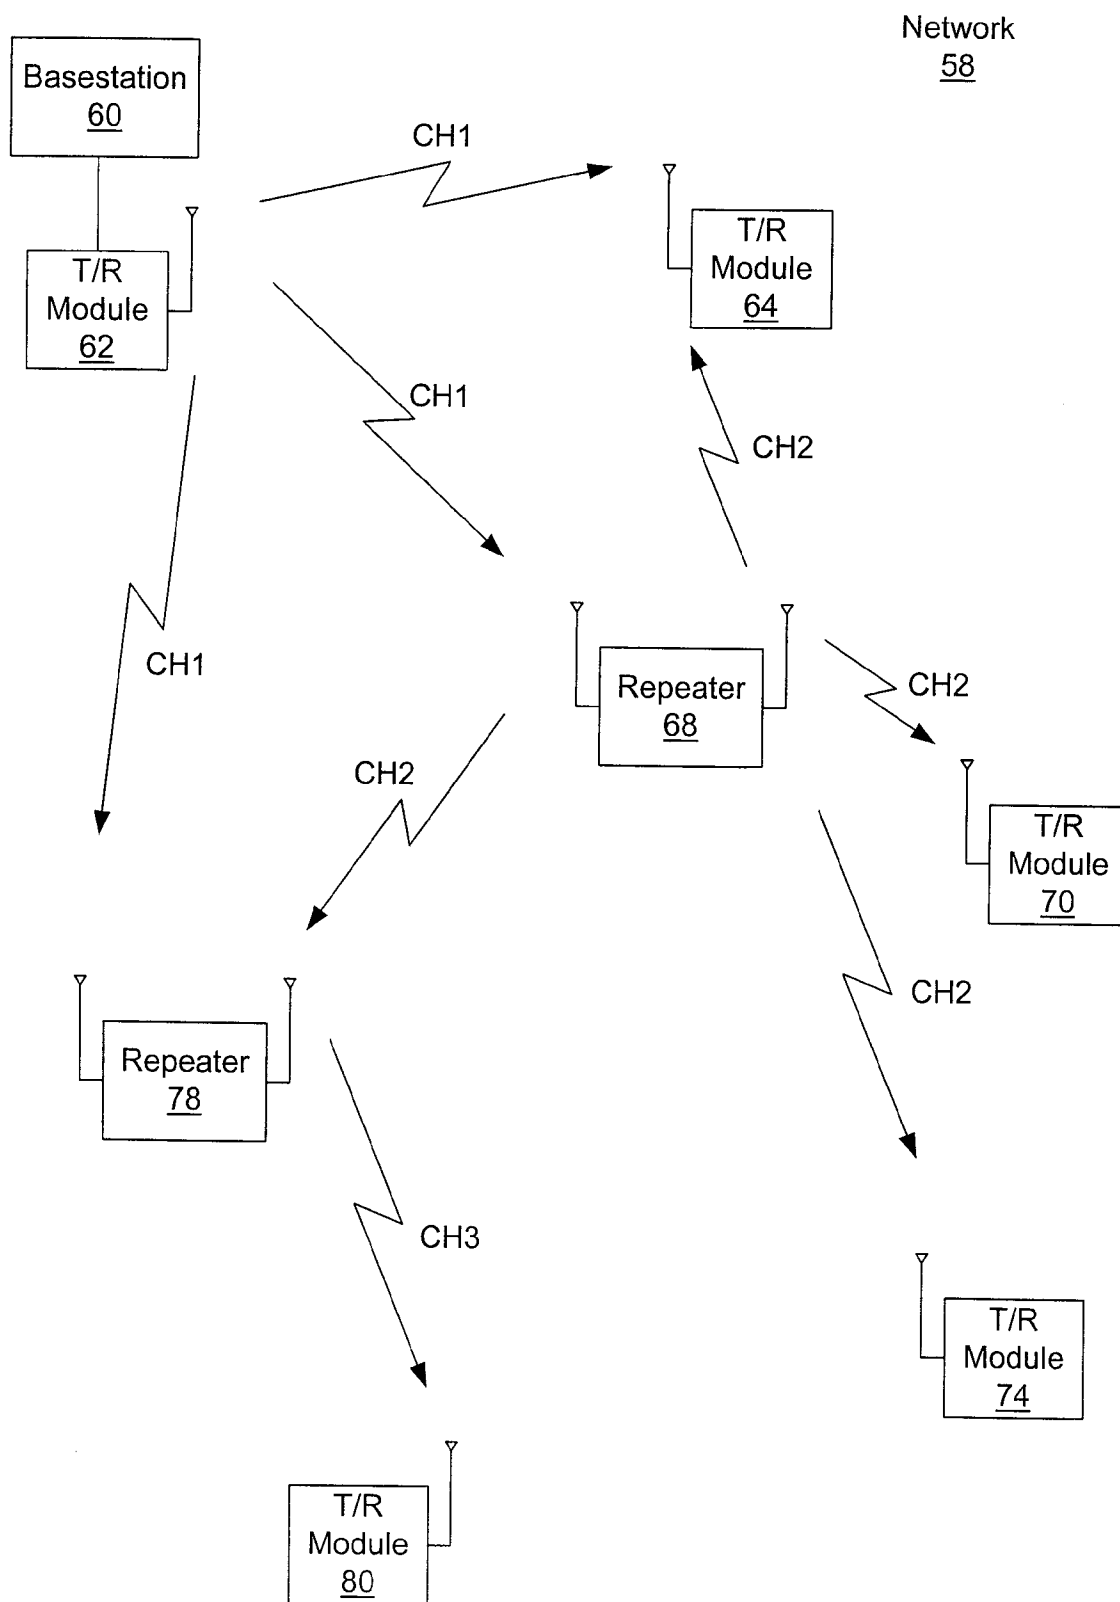 Network
58
Basestation
60
CH1
T/R
Module
64
T/R
Module
62
CH1
CH2
CH1
Repeater
68
CH2
CH2
T/R
Module
70
CH2
Repeater
78
CH3
T/R
Module
74
T/R
Module
80